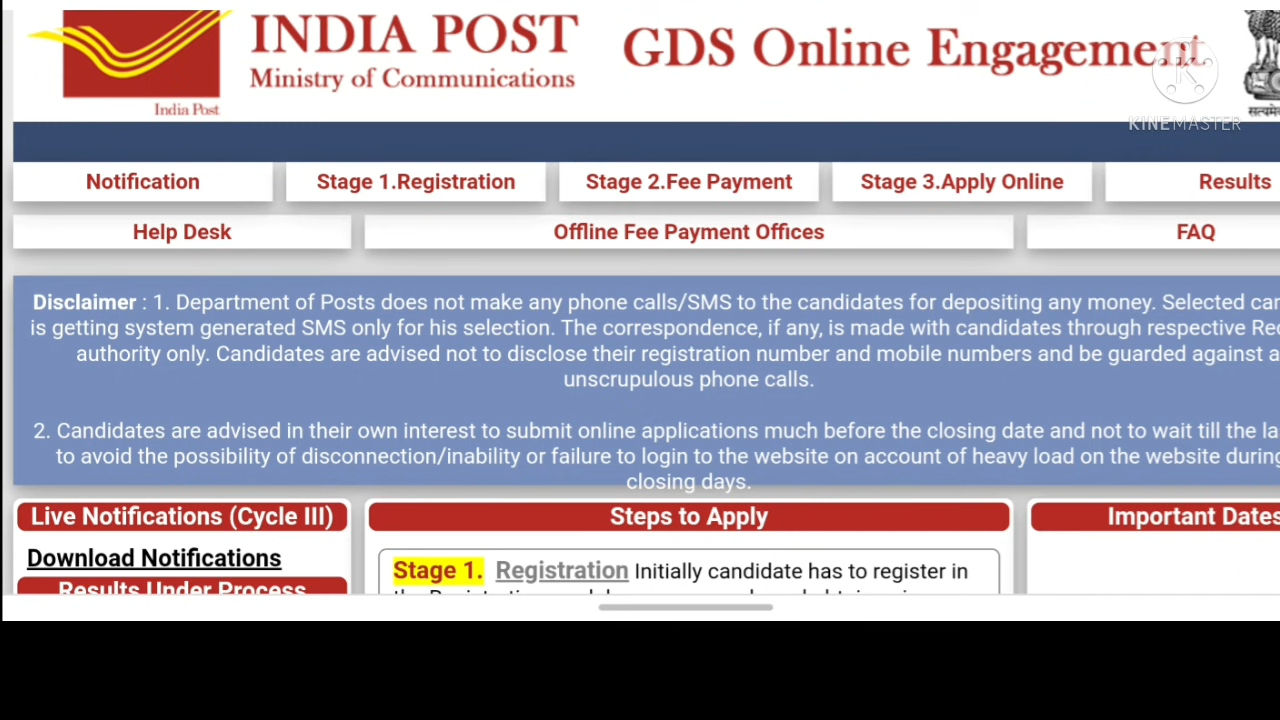 INDIA POST
Ministry of Communications
India Post
GDS Online Engagement
KINEMASTER
Notification
Stage 1.Registration
Stage 2.Fee Payment
Stage 3.Apply Online
Results
Help Desk
Offline Fee Payment Offices
FAQ
Disclaimer : 1. Department of Posts does not make any phone calls/SMS to the candidates for depositing any money. Selected
is getting system generated SMS only for his selection. The correspondence, if any, is made with candidates through respective
authority only. Candidates are advised not to disclose their registration number and mobile numbers and be guarded against
unscrupulous phone calls.
2. Candidates are advised in their own interest to submit online applications much before the closing date and not to wait till the
to avoid the possibility of disconnection/inability or failure to login to the website on account of heavy load on the website during
closing days.
Live Notifications (Cycle III)
Steps to Apply
Important Dates
Download Notifications
Results Under Process
Stage 1. Registration Initially candidate has to register in